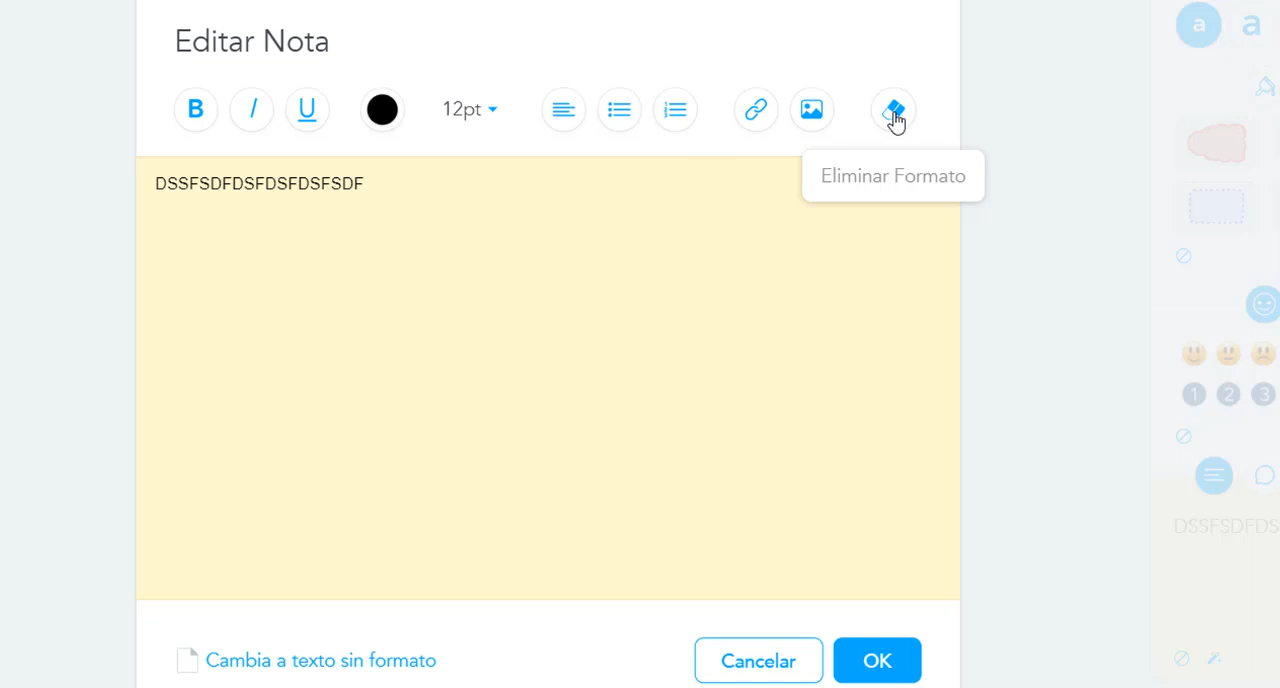 Editar Nota
B I U 12pt
Eliminar Formato
DSSFSDFDSFDSFDSFSDF
Cambia a texto sin formato
Cancelar
OK
a a
1 2 3
DSSFSDFDS